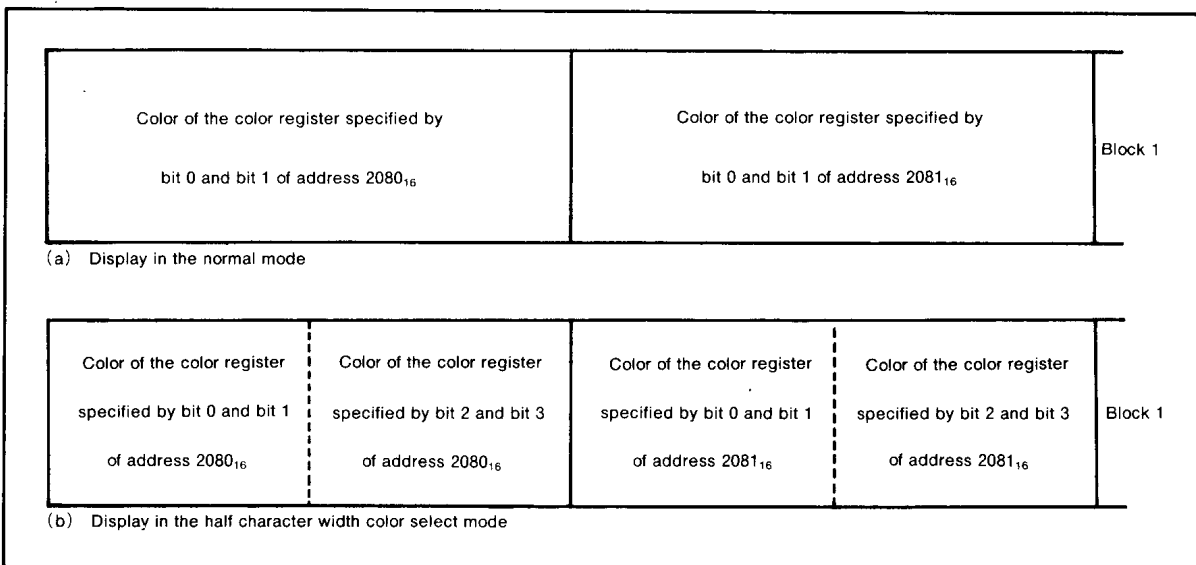 Color of the color register specified by
bit 0 and bit 1 of address 2080₁₆
Color of the color register specified by
bit 0 and bit 1 of address 2081₁₆
Block 1
(a) Display in the normal mode
Color of the color register
specified by bit 0 and bit 1
of address 2080₁₆
Color of the color register
specified by bit 2 and bit 3
of address 2080₁₆
Color of the color register
specified by bit 0 and bit 1
of address 2081₁₆
Color of the color register
specified by bit 2 and bit 3
of address 2081₁₆
Block 1
(b) Display in the half character width color select mode